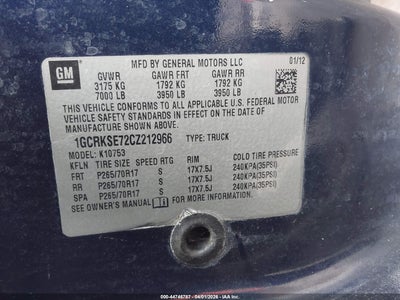 GM
MFD BY GENERAL MOTORS LLC
01/12
GVWR GAWR FRT GAWR RR
3175 KG 1792 KG 1792 KG
7000 LB 3950 LB 3950 LB
THIS VEHICLE CONFORMS TO ALL APPLICABLE U.S. FEDERAL MOTOR
VEHICLE SAFETY STANDARDS IN EFFECT ON THE
DATE OF MANUFACTURE SHOWN ABOVE.
1GCRKSE72CZ212966 TYPE: TRUCK
MODEL: K10753
KFLN TIRE SIZE SPEED RTG RIM COLD TIRE PRESSURE
FRT P265/70R17 S 17X7.5J 240KPA(35PSI)
RR P265/70R17 S 17X7.5J 240KPA(35PSI)
SPA P265/70R17 S 17X7.5J 240KPA(35PSI)
SEE OWNER'S MANUAL FOR MORE INFORMATION.
000-44746787 - 04/01/2026 - IAA Inc.